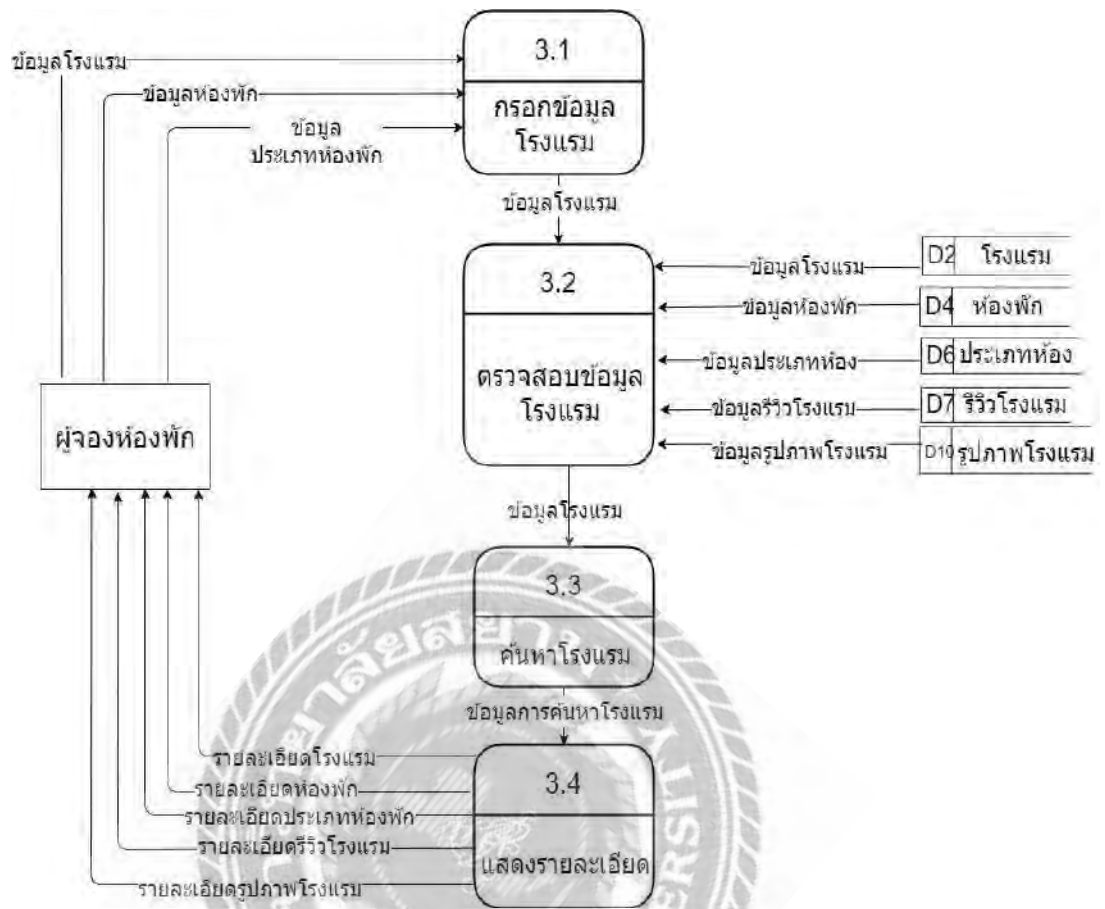 3.1
ข้อมูลโรงแรม
ข้อมูลห้องพัก
กรอกข้อมูล
โรงแรม
ข้อมูล
ประเภทห้องพัก
ข้อมูลโรงแรม
3.2
ข้อมูลโรงแรม
D2 โรงแรม
ข้อมูลห้องพัก
D4 ห้องพัก
ข้อมูลประเภทห้อง
D6 ประเภทห้อง
ตรวจสอบข้อมูล
โรงแรม
ข้อมูลรีวิวโรงแรม
D7 รีวิวโรงแรม
ข้อมูลรูปภาพโรงแรม
D10 รูปภาพโรงแรม
ผู้จองห้องพัก
ข้อมูลโรงแรม
3.3
ค้นหาโรงแรม
ข้อมูลการค้นหาโรงแรม
รายละเอียดโรงแรม
3.4
รายละเอียดห้องพัก
รายละเอียดประเภทห้องพัก
รายละเอียดรีวิวโรงแรม
แสดงรายละเอียด
รายละเอียดรูปภาพโรงแรม